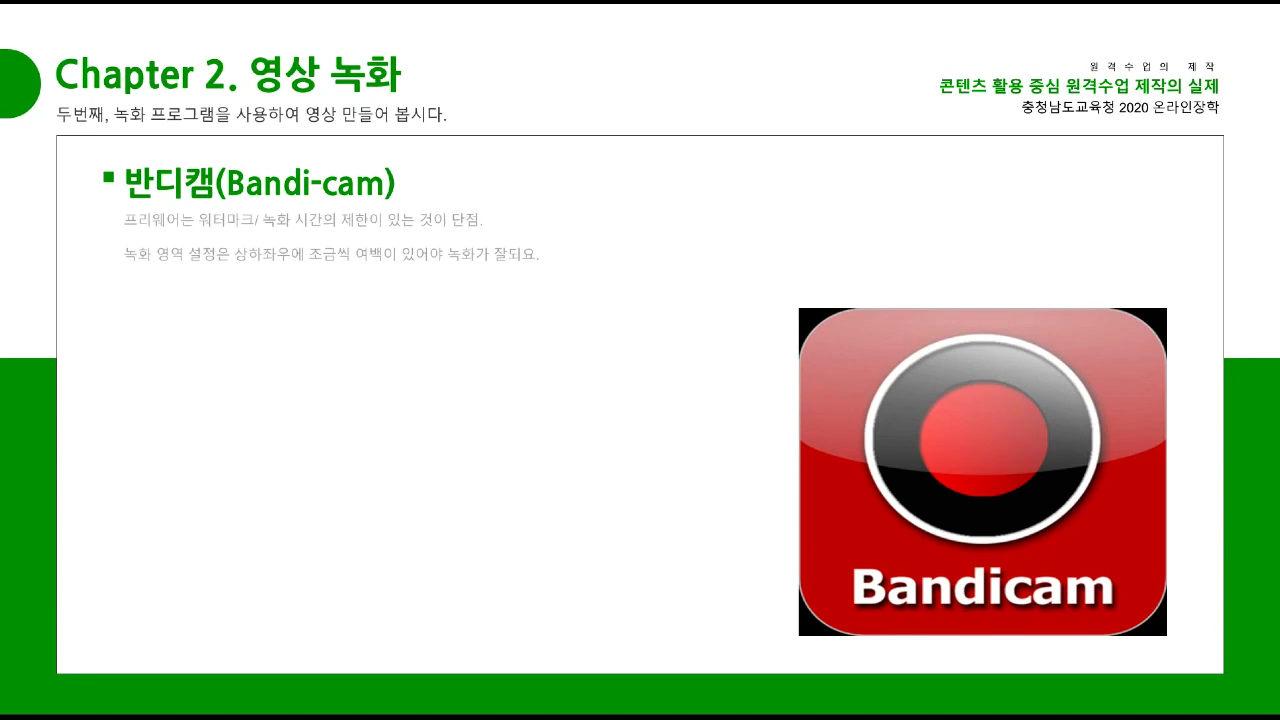 Chapter 2. 영상 녹화
두번째, 녹화 프로그램을 사용하여 영상 만들어 봅시다.
원격수업의 제작
콘텐츠 활용 중심 원격수업 제작의 실제
충청남도교육청 2020 온라인장학
반디캠(Bandi-cam)
프리웨어는 워터마크/ 녹화 시간의 제한이 있는 것이 단점.
녹화 영역 설정은 상하좌우에 조금씩 여백이 있어야 녹화가 잘되요.
Bandicam